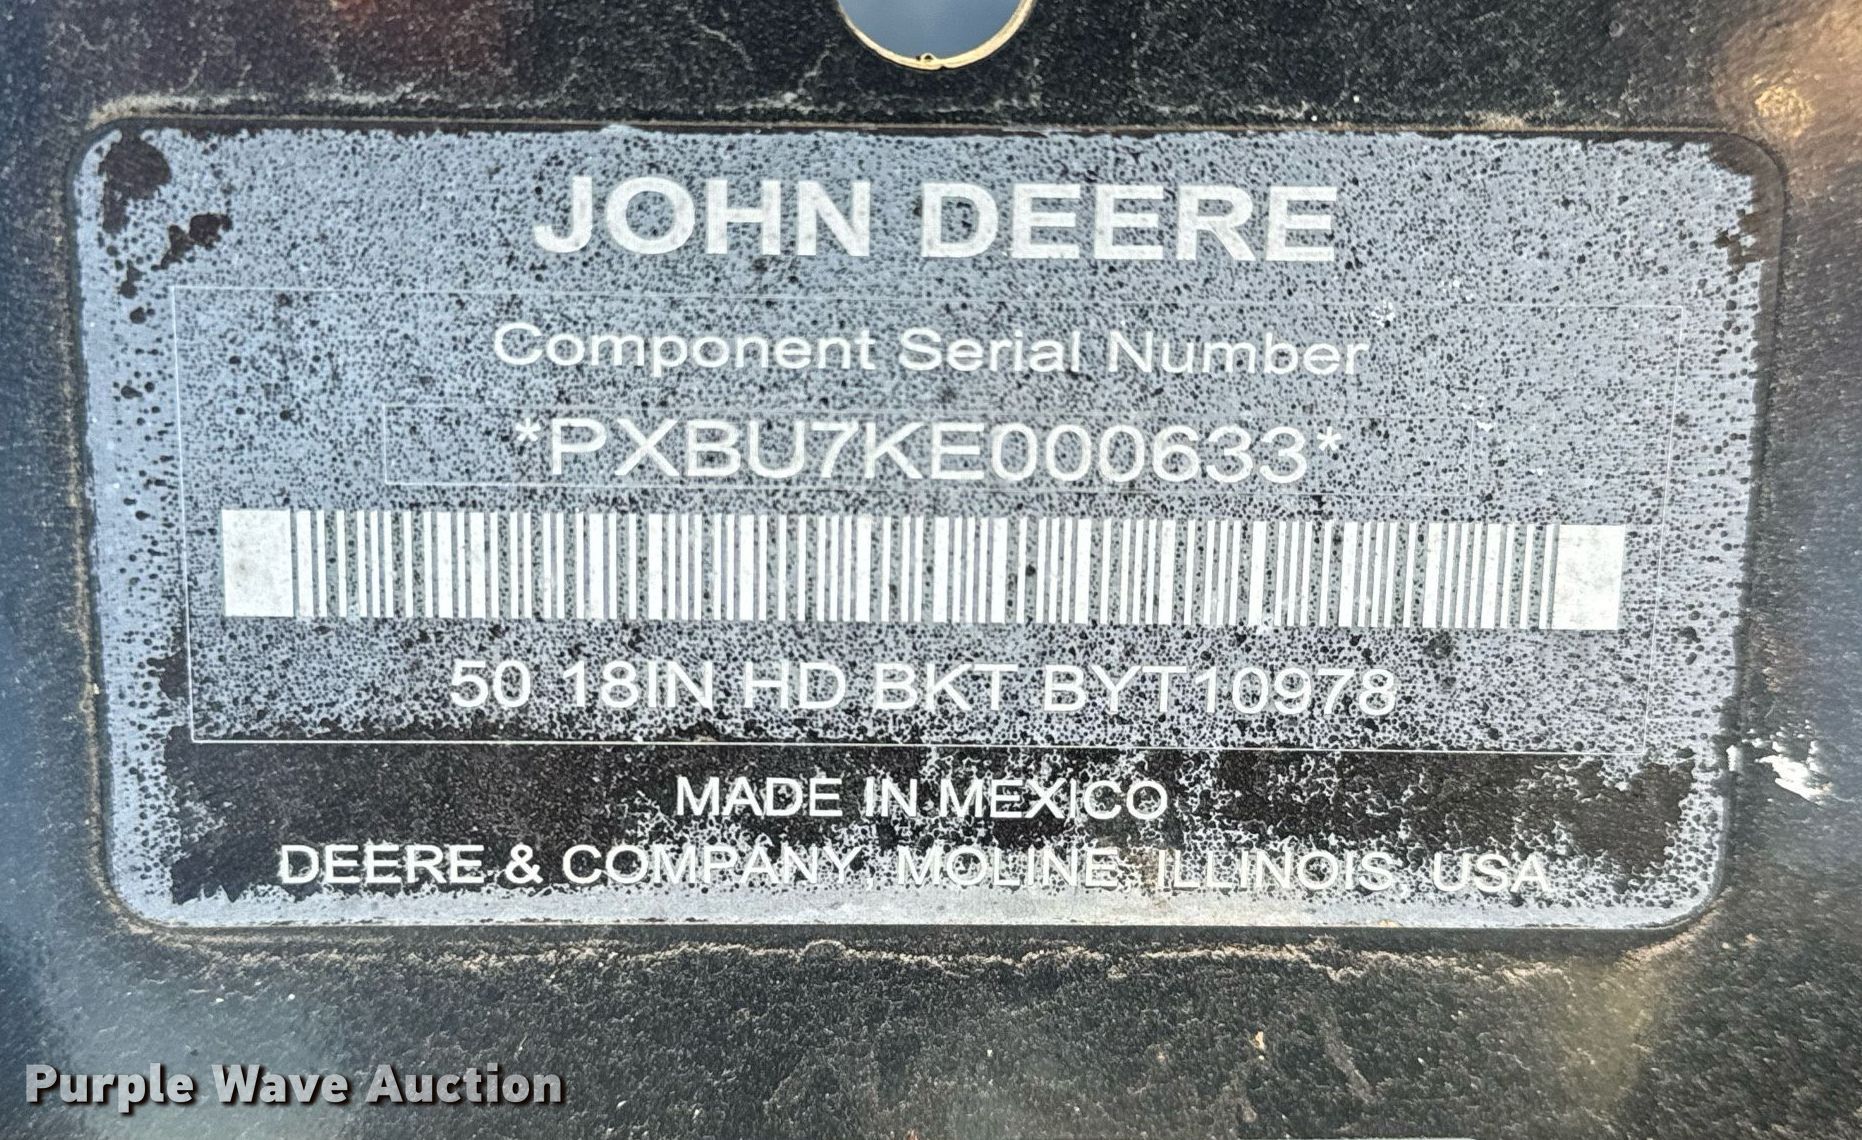 JOHN DEERE
Component Serial Number
*PXBU7KE000633*
50 18IN HD BKT BYT10978
MADE IN MEXICO
DEERE & COMPANY, MOLINE, ILLINOIS, USA
Purple Wave Auction